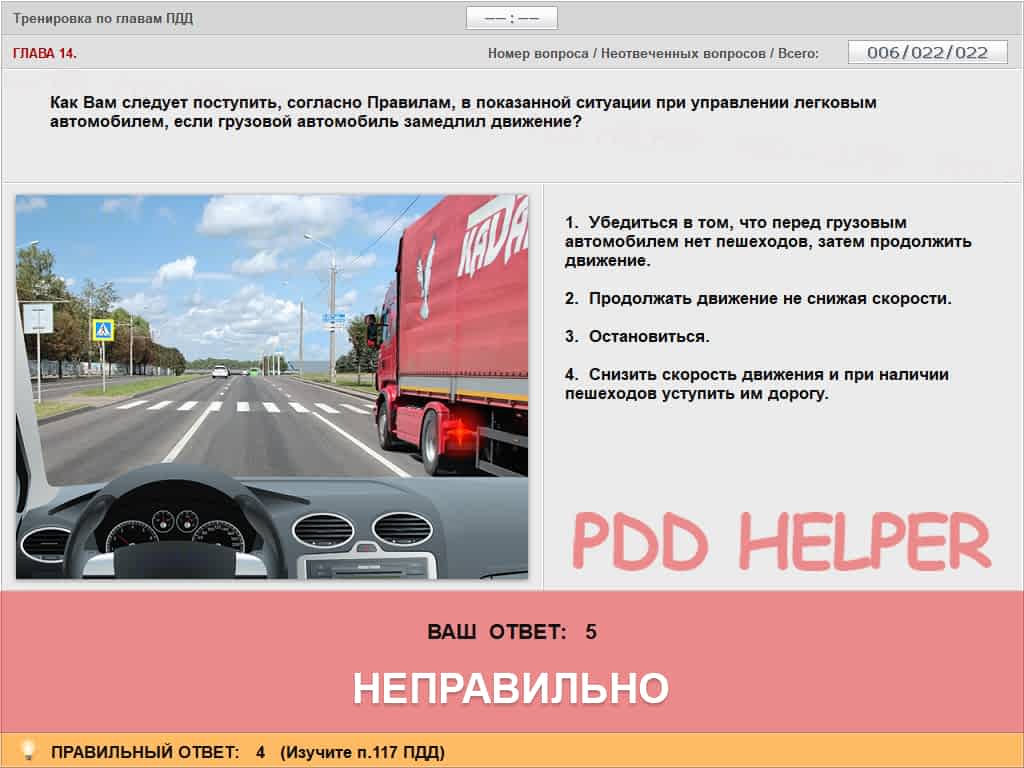 Тренировка по главам ПДД
—— : ——
ГЛАВА 14.
Номер вопроса / Неотвеченных вопросов / Всего:
006/022/022
Как Вам следует поступить, согласно Правилам, в показанной ситуации при управлении легковым
автомобилем, если грузовой автомобиль замедлил движение?
KADA
1. Убедиться в том, что перед грузовым
автомобилем нет пешеходов, затем продолжить
движение.
2. Продолжать движение не снижая скорости.
3. Остановиться.
4. Снизить скорость движения и при наличии
пешеходов уступить им дорогу.
PDD HELPER
ВАШ ОТВЕТ: 5
НЕПРАВИЛЬНО
ПРАВИЛЬНЫЙ ОТВЕТ: 4 (Изучите п.117 ПДД)